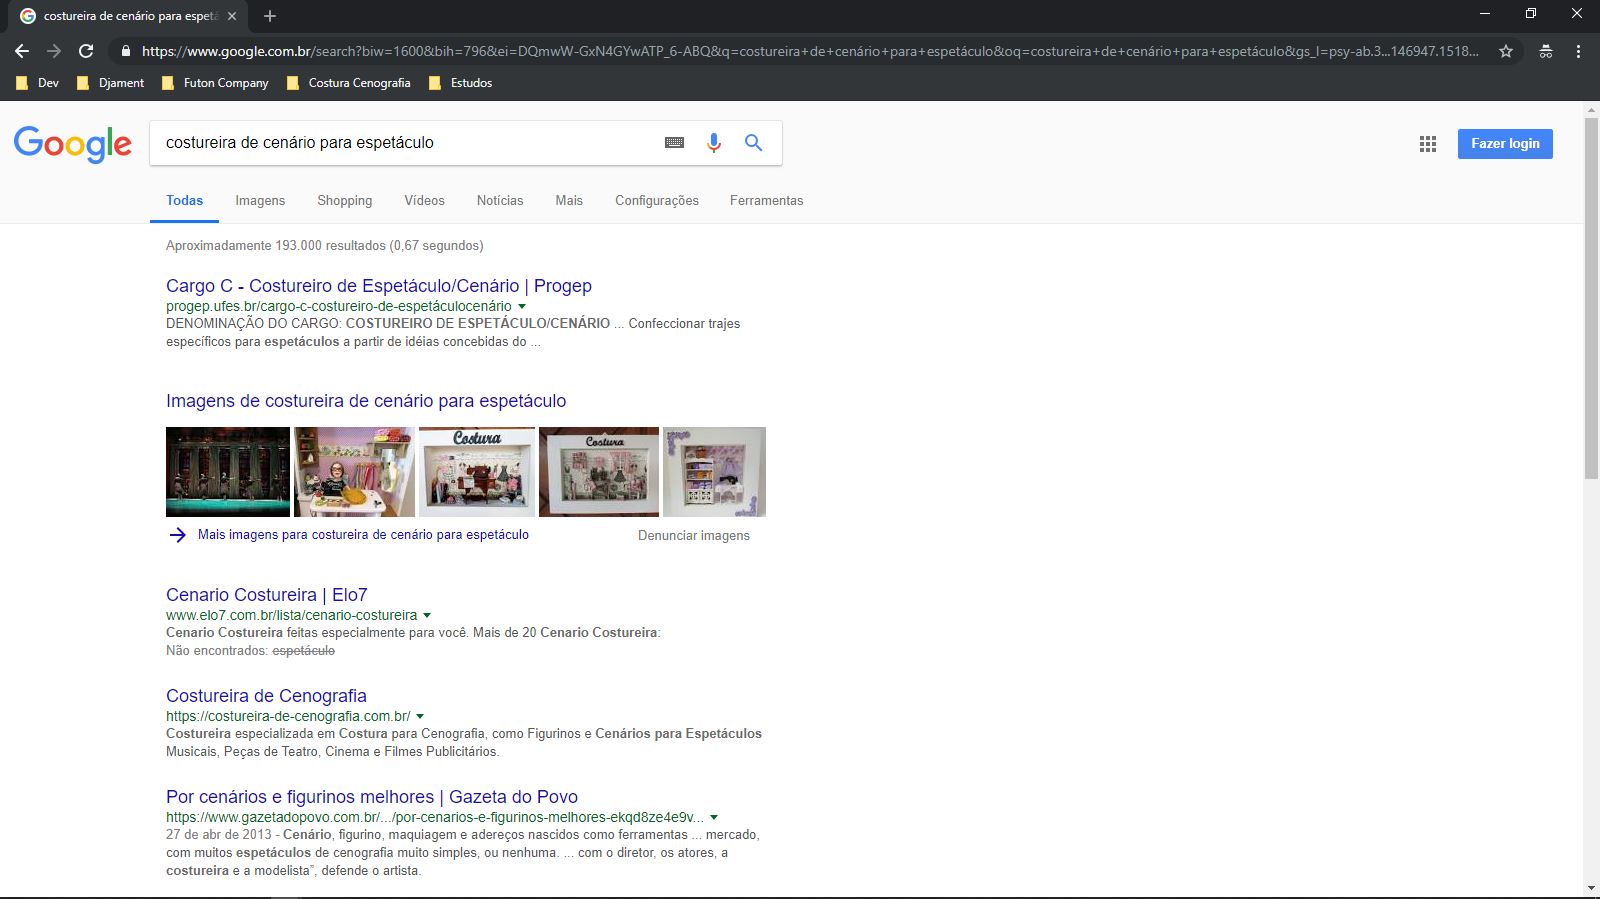 costureira de cenário para espetá
https://www.google.com.br/search?biw=1600&bih=796&ei=DQmwW-GxN4GYwATP_6-ABQ&q=costureira+de+cenário+para+espetáculo&oq=costureira+de+cenário+para+espetáculo&gs_l=psy-ab.3...146947.1518...
Dev Djament Futon Company Costura Cenografia Estudos
Google costureira de cenário para espetáculo Fazer login
Todas Imagens Shopping Vídeos Notícias Mais Configurações Ferramentas
Aproximadamente 193.000 resultados (0,67 segundos)
Cargo C - Costureiro de Espetáculo/Cenário | Progep
progep.ufes.br/cargo-c-costureiro-de-espetáculocenário
DENOMINAÇÃO DO CARGO: COSTUREIRO DE ESPETÁCULO/CENÁRIO ... Confeccionar trajes
específicos para espetáculos a partir de idéias concebidas do ...
Imagens de costureira de cenário para espetáculo
Costura Costura
Mais imagens para costureira de cenário para espetáculo Denunciar imagens
Cenario Costureira | Elo7
www.elo7.com.br/lista/cenario-costureira
Cenario Costureira feitas especialmente para você. Mais de 20 Cenario Costureira:
Não encontrados: espetáculo
Costureira de Cenografia
https://costureira-de-cenografia.com.br/
Costureira especializada em Costura para Cenografia, como Figurinos e Cenários para Espetáculos
Musicais, Peças de Teatro, Cinema e Filmes Publicitários.
Por cenários e figurinos melhores | Gazeta do Povo
https://www.gazetadopovo.com.br/.../por-cenarios-e-figurinos-melhores-ekqd8ze4e9v...
27 de abr de 2013 - Cenário, figurino, maquiagem e adereços nascidos como ferramentas ... mercado,
com muitos espetáculos de cenografia muito simples, ou nenhuma. ... com o diretor, os atores, a
costureira e a modelista”, defende o artista.